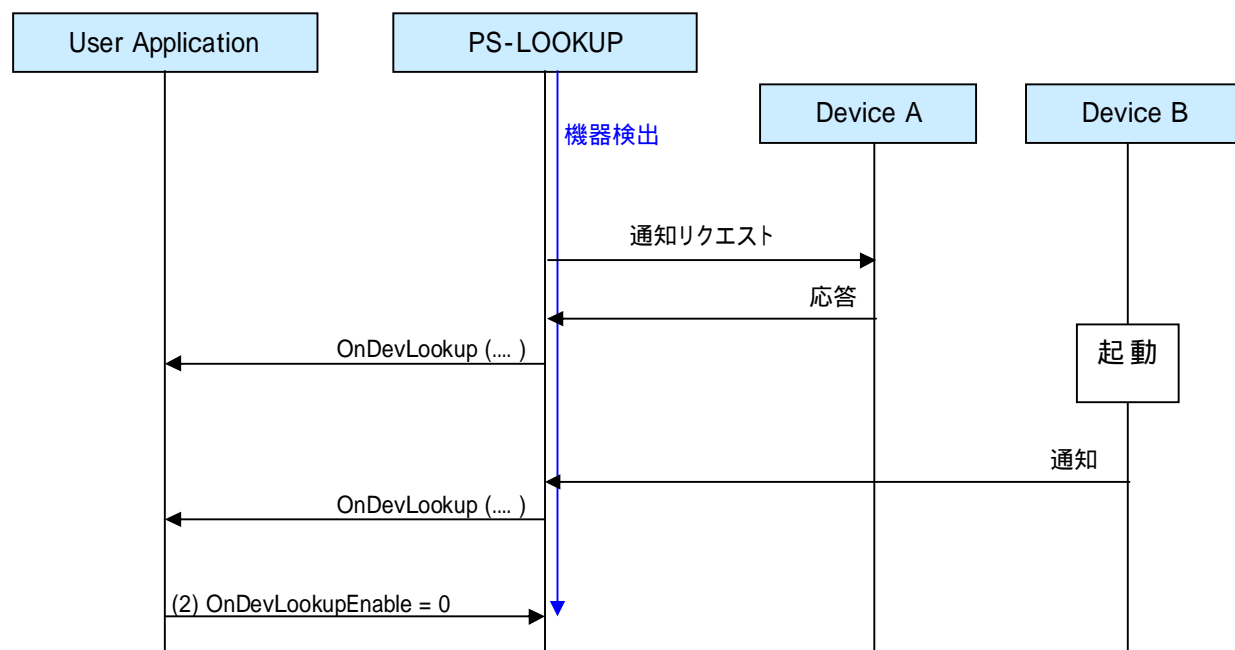 User Application
PS-LOOKUP
Device A
Device B
機器検出
通知リクエスト
応答
OnDevLookup (.... )
起 動
通知
OnDevLookup (.... )
(2) OnDevLookupEnable = 0